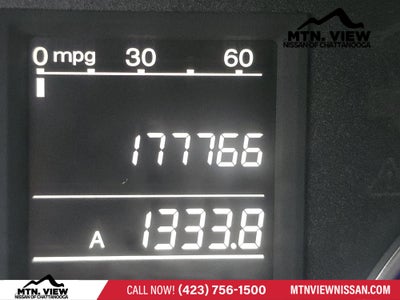 MTN. VIEW
NISSAN OF CHATTANOOGA
0 mpg 30 60
177766
A 1333.8
MTN. VIEW
NISSAN OF CHATTANOOGA
CALL NOW! (423) 756-1500
MTNVIEWNISSAN.COM